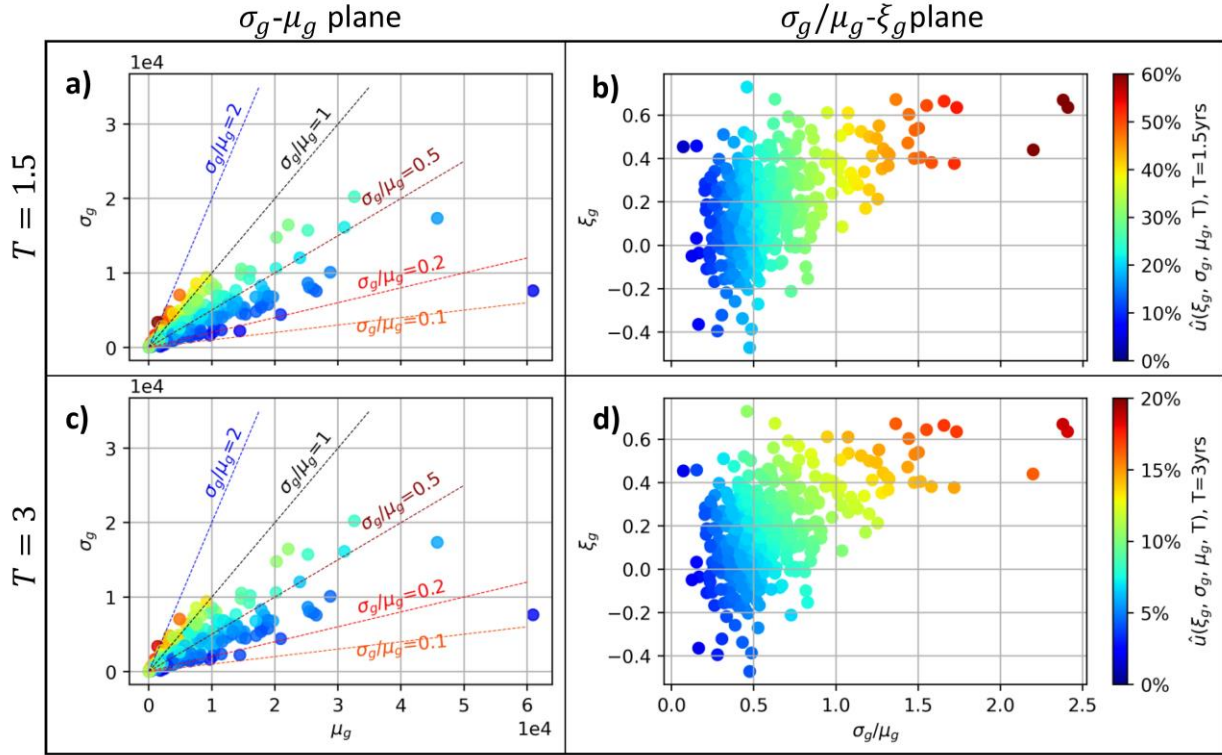 σg-μg plane
σg/μg-ξg plane
T = 1.5
a)
1e4
σg
3
2
1
0
σg/μg=2
σg/μg=1
σg/μg=0.5
σg/μg=0.2
σg/μg=0.1
b)
ξg
0.6
0.4
0.2
0.0
−0.2
−0.4
60%
50%
40%
30%
20%
10%
0%
û(ξg, σg, μg, T), T=1.5yrs
T = 3
c)
1e4
σg
3
2
1
0
σg/μg=2
σg/μg=1
σg/μg=0.5
σg/μg=0.2
σg/μg=0.1
0 1 2 3 4 5 6
μg
1e4
d)
ξg
0.6
0.4
0.2
0.0
−0.2
−0.4
0.0 0.5 1.0 1.5 2.0 2.5
σg/μg
20%
15%
10%
5%
0%
û(ξg, σg, μg, T), T=3yrs